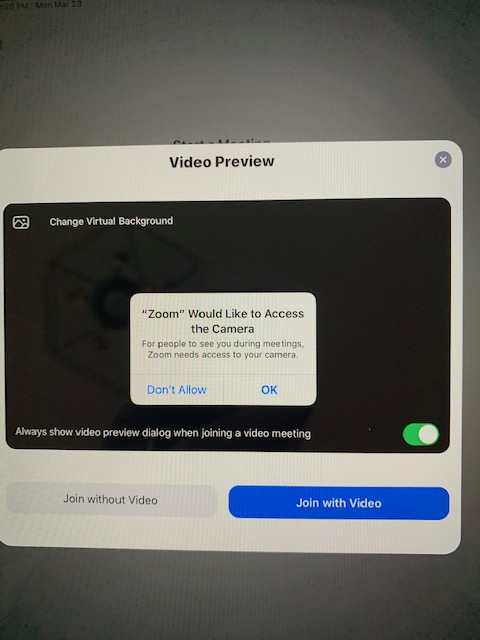 :26 PM Mon Mar 23
Start a Meeting
Video Preview
Change Virtual Background
“Zoom” Would Like to Access
the Camera
For people to see you during meetings,
Zoom needs access to your camera.
Don’t Allow
OK
Always show video preview dialog when joining a video meeting
Join without Video
Join with Video